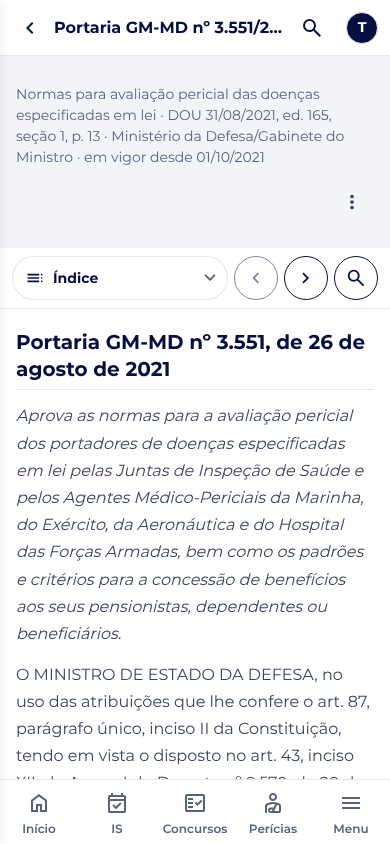 Portaria GM-MD nº 3.551/2...
T
Normas para avaliação pericial das doenças
especificadas em lei · DOU 31/08/2021, ed. 165,
seção 1, p. 13 · Ministério da Defesa/Gabinete do
Ministro · em vigor desde 01/10/2021
Índice
Portaria GM-MD nº 3.551, de 26 de
agosto de 2021
Aprova as normas para a avaliação pericial
dos portadores de doenças especificadas
em lei pelas Juntas de Inspeção de Saúde e
pelos Agentes Médico-Periciais da Marinha,
do Exército, da Aeronáutica e do Hospital
das Forças Armadas, bem como os padrões
e critérios para a concessão de benefícios
aos seus pensionistas, dependentes ou
beneficiários.
O MINISTRO DE ESTADO DA DEFESA, no
uso das atribuições que lhe confere o art. 87,
parágrafo único, inciso II da Constituição,
tendo em vista o disposto no art. 43, inciso
Início
IS
Concursos
Perícias
Menu